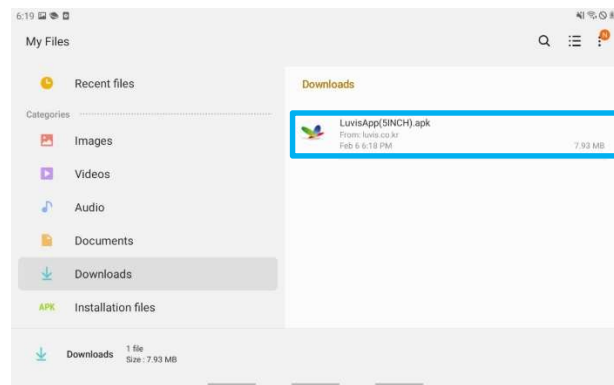 6:19
My Files
N
Recent files
Categories
Images
Videos
Audio
Documents
Downloads
APK Installation files
Downloads
LuvisApp(5INCH).apk
From: luvis.co.kr
Feb 6 6:18 PM
7.93 MB
Downloads
1 file
Size : 7.93 MB